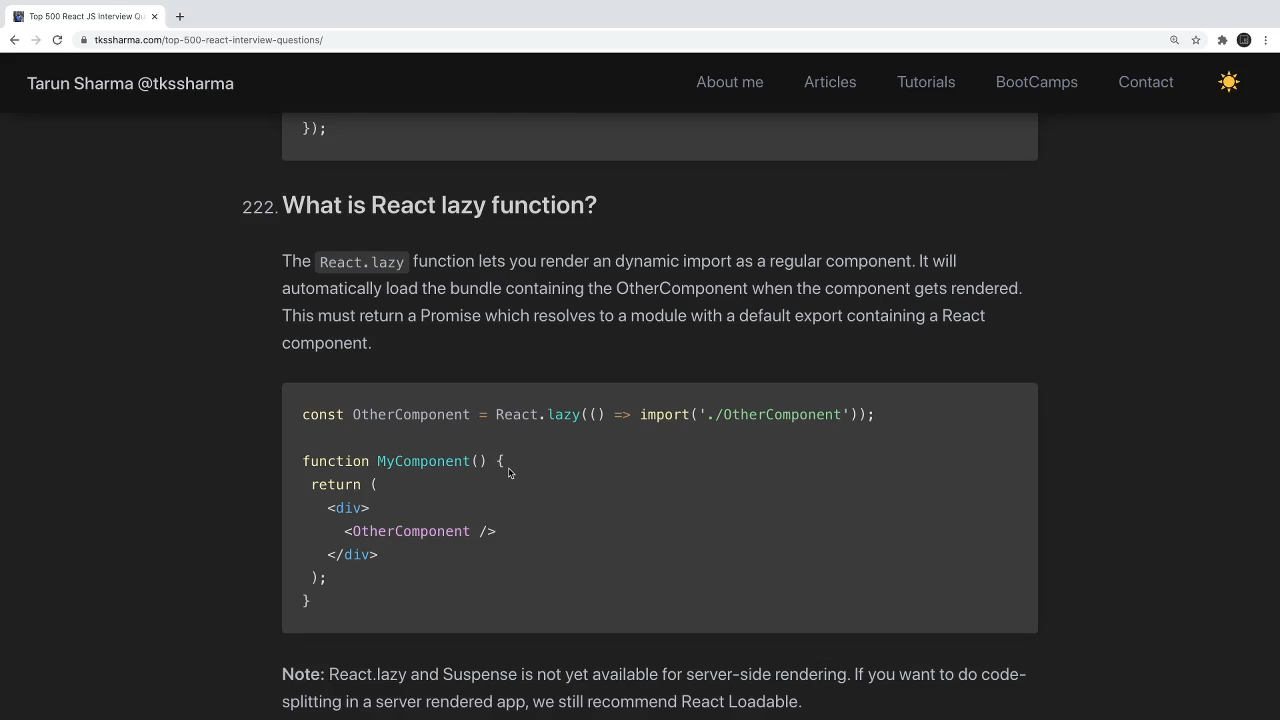 Top 500 React JS Interview Qu
tkssharma.com/top-500-react-interview-questions/
Tarun Sharma @tkssharma
About me
Articles
Tutorials
BootCamps
Contact
});
222. What is React lazy function?
The React.lazy function lets you render an dynamic import as a regular component. It will
automatically load the bundle containing the OtherComponent when the component gets rendered.
This must return a Promise which resolves to a module with a default export containing a React
component.
const OtherComponent = React.lazy(() => import('./OtherComponent'));
function MyComponent() {
return (
<div>
<OtherComponent />
</div>
);
}
Note: React.lazy and Suspense is not yet available for server-side rendering. If you want to do code-
splitting in a server rendered app, we still recommend React Loadable.